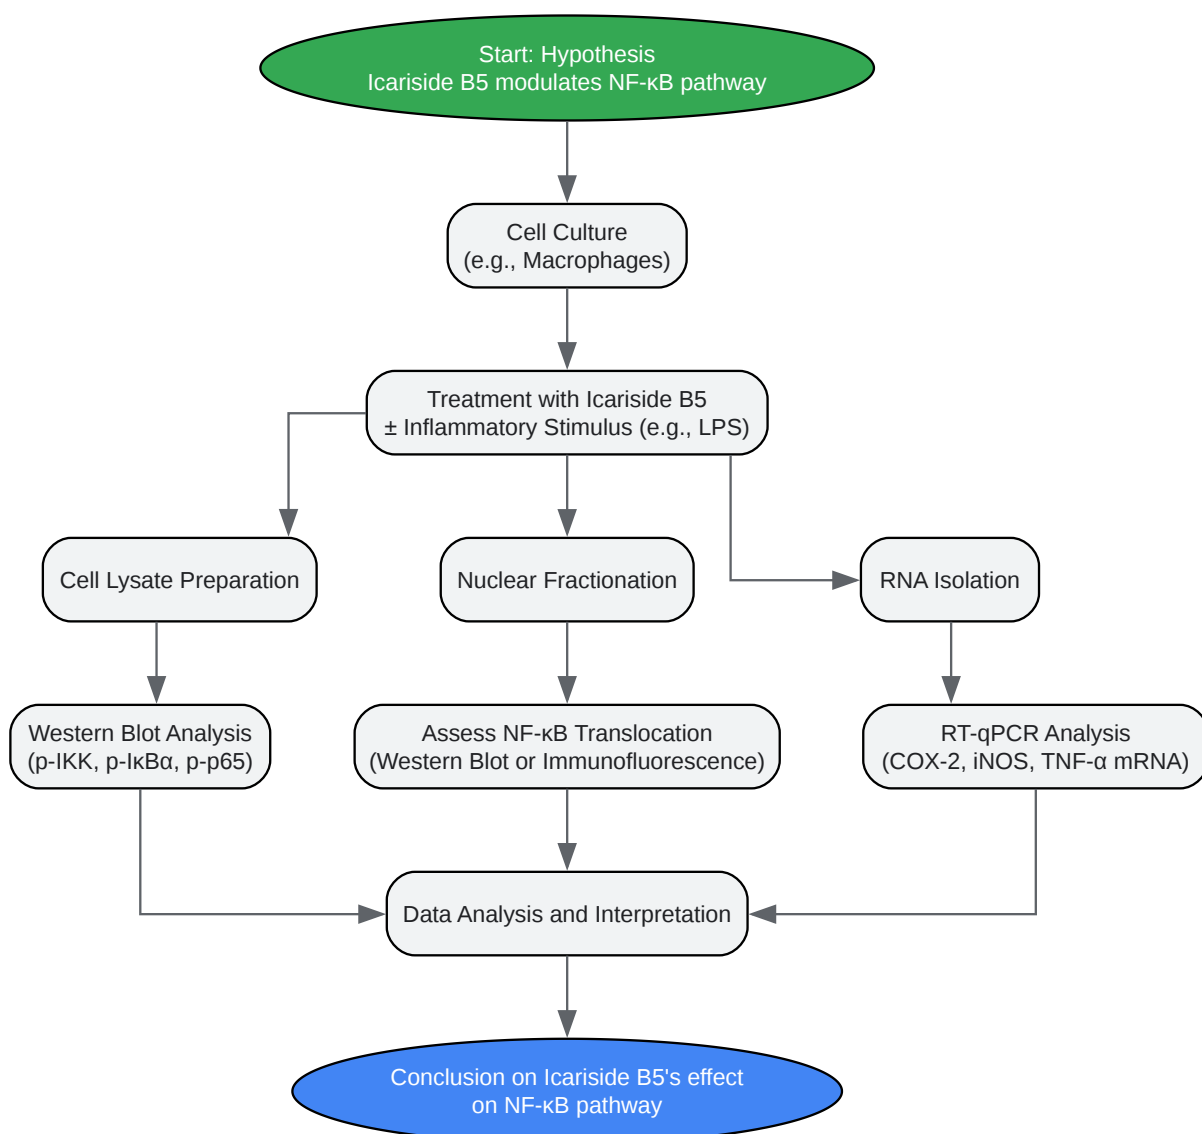 Start: Hypothesis
Icariside B5 modulates NF-κB pathway
Cell Culture
(e.g., Macrophages)
Treatment with Icariside B5
± Inflammatory Stimulus (e.g., LPS)
Cell Lysate Preparation
Nuclear Fractionation
RNA Isolation
Western Blot Analysis
(p-IKK, p-IκBα, p-p65)
Assess NF-κB Translocation
(Western Blot or Immunofluorescence)
RT-qPCR Analysis
(COX-2, iNOS, TNF-α mRNA)
Data Analysis and Interpretation
Conclusion on Icariside B5's effect
on NF-κB pathway